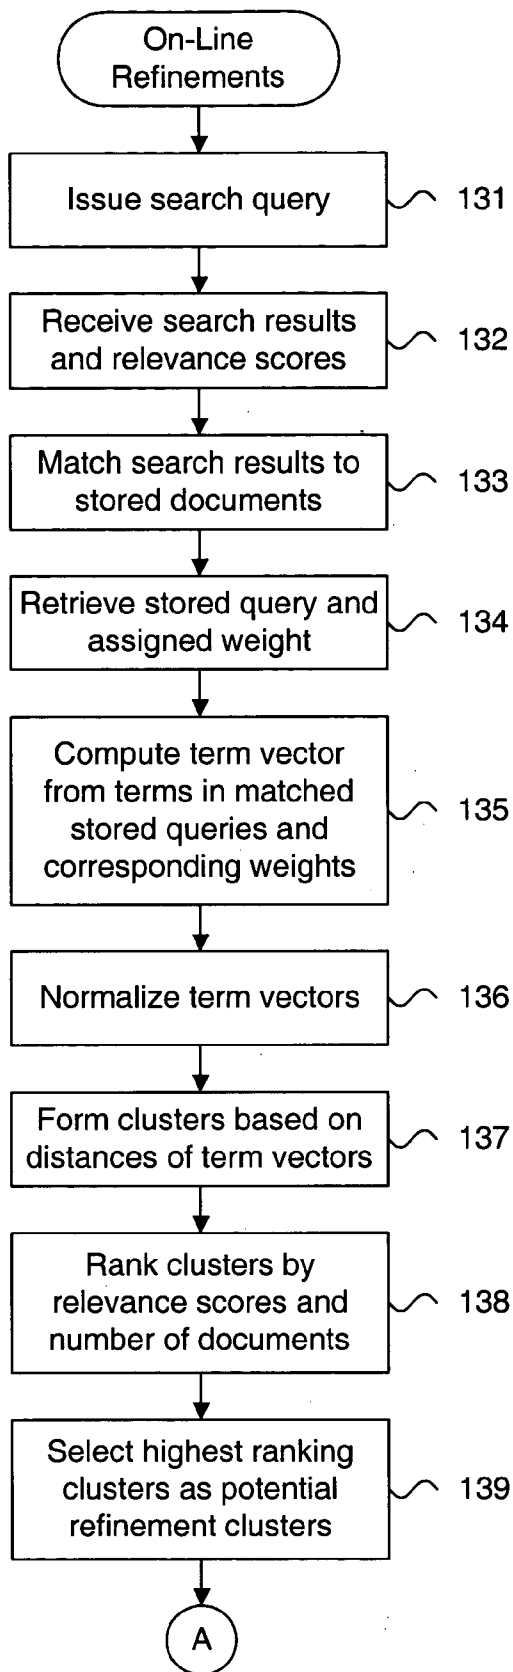 On-Line
Refinements
Issue search query
131
Receive search results
and relevance scores
132
Match search results to
stored documents
133
Retrieve stored query and
assigned weight
134
Compute term vector
from terms in matched
stored queries and
corresponding weights
135
Normalize term vectors
136
Form clusters based on
distances of term vectors
137
Rank clusters by
relevance scores and
number of documents
138
Select highest ranking
clusters as potential
refinement clusters
139
A